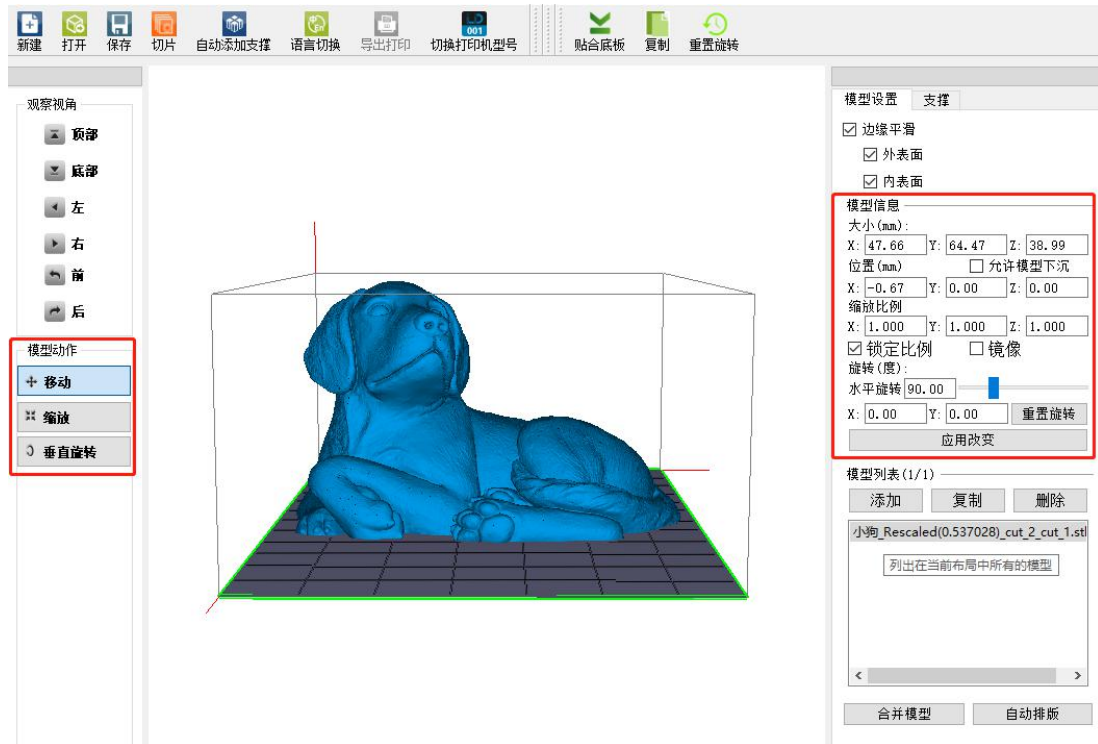 新建 打开 保存 切片 自动添加支撑 语言切换 导出打印 LD 001 切换打印机型号 贴合底板 复制 重置旋转
观察视角
顶部
底部
左
右
前
后
模型动作
移动
缩放
垂直旋转
模型设置 支撑
边缘平滑
外表面
内表面
模型信息
大小(mm):
X: 47.66 Y: 64.47 Z: 38.99
位置(mm) 允许模型下沉
X: -0.67 Y: 0.00 Z: 0.00
缩放比例
X: 1.000 Y: 1.000 Z: 1.000
锁定比例 镜像
旋转(度):
水平旋转 90.00
X: 0.00 Y: 0.00 重置旋转
应用改变
模型列表(1/1)
添加 复制 删除
小狗_Rescaled(0.537028)_cut_2_cut_1.stl
列出在当前布局中所有的模型
合并模型 自动排版